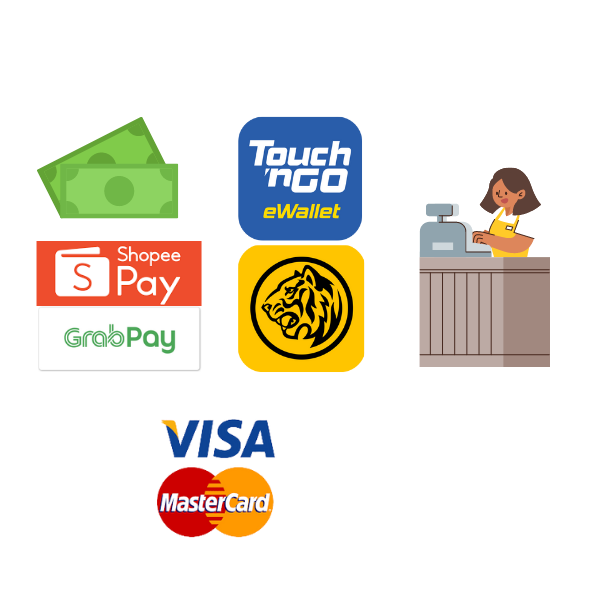 Touch
'nGO
eWallet
S
Shopee
Pay
GrabPay
VISA
MasterCard